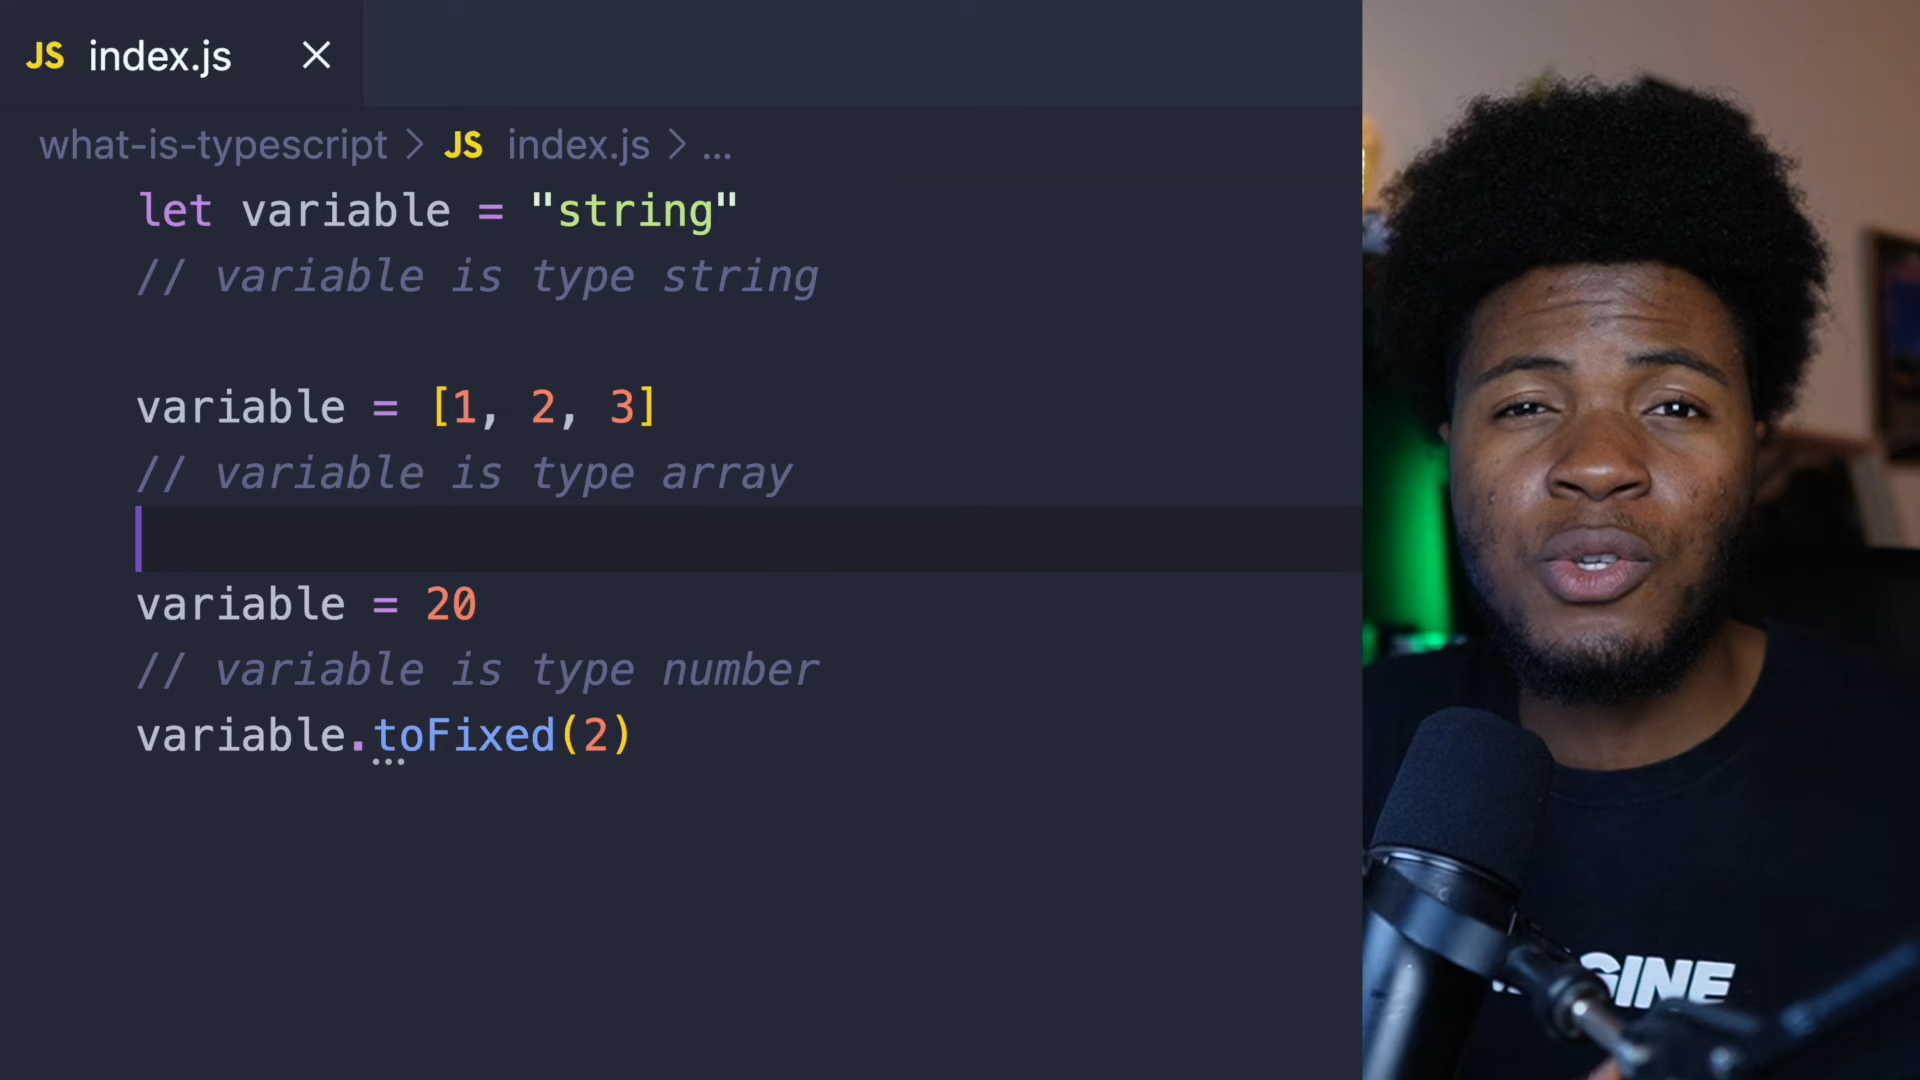 JS index.js
what-is-typescript > JS index.js > ...
let variable = "string"
// variable is type string
variable = [1, 2, 3]
// variable is type array
variable = 20
// variable is type number
variable.toFixed(2)